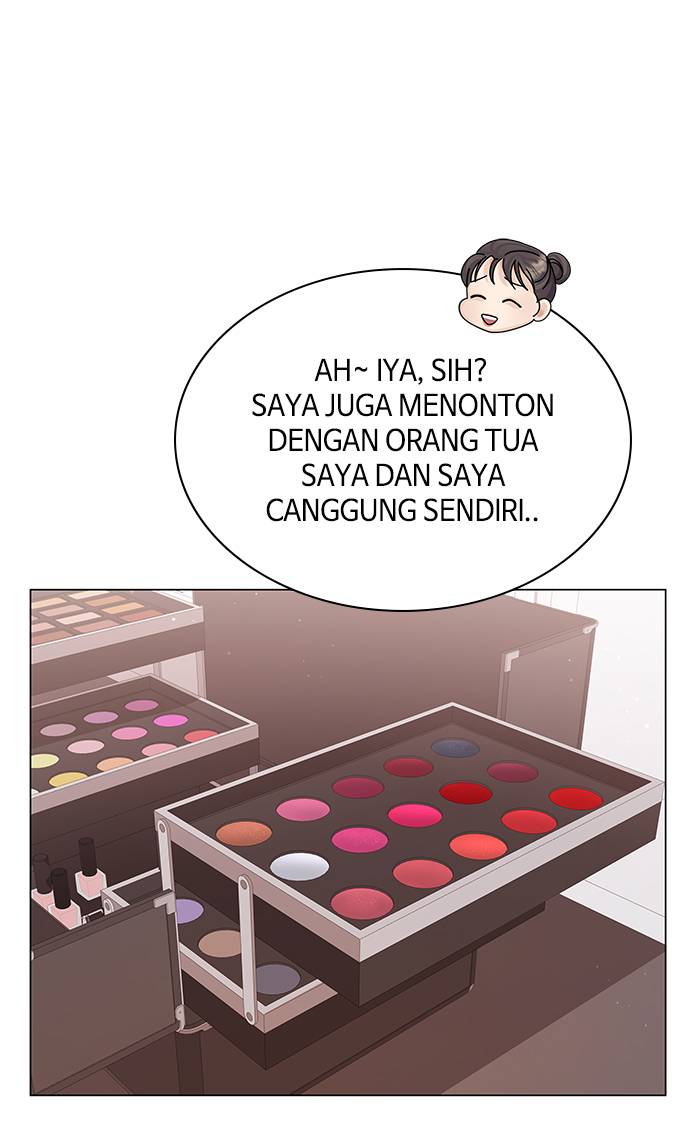 AH~ IYA, SIH?
SAYA JUGA MENONTON
DENGAN ORANG TUA
SAYA DAN SAYA
CANGGUNG SENDIRI..